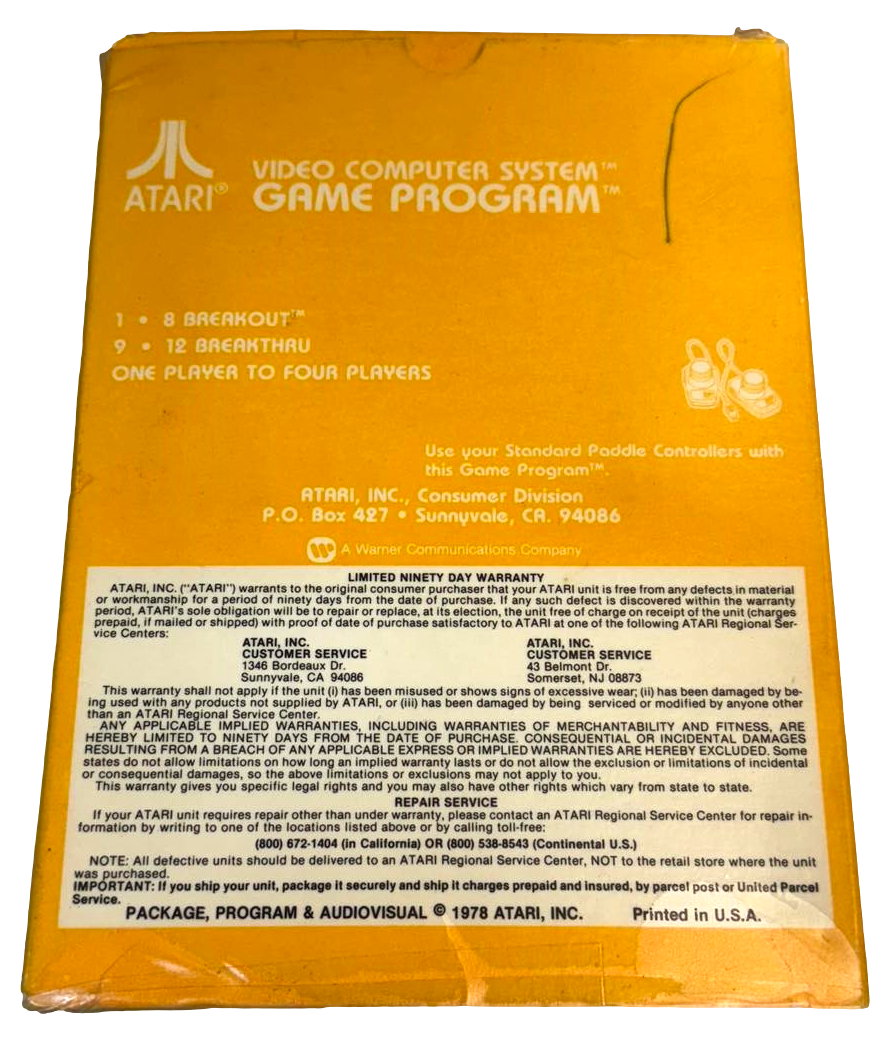 ATARI®
VIDEO COMPUTER SYSTEM™
GAME PROGRAM™
1 • 8 BREAKOUT™
9 • 12 BREAKTHRU
ONE PLAYER TO FOUR PLAYERS
Use your Standard Paddle Controllers with
this Game Program™.
ATARI, INC., Consumer Division
P.O. Box 427 • Sunnyvale, CA. 94086
A Warner Communications Company
LIMITED NINETY DAY WARRANTY
ATARI, INC. ("ATARI") warrants to the original consumer purchaser that your ATARI unit is free from any defects in material
or workmanship for a period of ninety days from the date of purchase. If any such defect is discovered within the warranty
period, ATARI's sole obligation will be to repair or replace, at its election, the unit free of charge on receipt of the unit (charges
prepaid, if mailed or shipped) with proof of date of purchase satisfactory to ATARI at one of the following ATARI Regional Ser-
vice Centers:
ATARI, INC.
CUSTOMER SERVICE
1346 Bordeaux Dr.
Sunnyvale, CA 94086
ATARI, INC.
CUSTOMER SERVICE
43 Belmont Dr.
Somerset, NJ 08873
This warranty shall not apply if the unit (i) has been misused or shows signs of excessive wear; (ii) has been damaged by be-
ing used with any products not supplied by ATARI, or (iii) has been damaged by being serviced or modified by anyone other
than an ATARI Regional Service Center.
ANY APPLICABLE IMPLIED WARRANTIES, INCLUDING WARRANTIES OF MERCHANTABILITY AND FITNESS, ARE
HEREBY LIMITED TO NINETY DAYS FROM THE DATE OF PURCHASE. CONSEQUENTIAL OR INCIDENTAL DAMAGES
RESULTING FROM A BREACH OF ANY APPLICABLE EXPRESS OR IMPLIED WARRANTIES ARE HEREBY EXCLUDED. Some
states do not allow limitations on how long an implied warranty lasts or do not allow the exclusion or limitations of incidental
or consequential damages, so the above limitations or exclusions may not apply to you.
This warranty gives you specific legal rights and you may also have other rights which vary from state to state.
REPAIR SERVICE
If your ATARI unit requires repair other than under warranty, please contact an ATARI Regional Service Center for repair in-
formation by writing to one of the locations listed above or by calling toll-free:
(800) 672-1404 (in California) OR (800) 538-8543 (Continental U.S.)
NOTE: All defective units should be delivered to an ATARI Regional Service Center, NOT to the retail store where the unit
was purchased.
IMPORTANT: If you ship your unit, package it securely and ship it charges prepaid and insured, by parcel post or United Parcel
Service.
PACKAGE, PROGRAM & AUDIOVISUAL © 1978 ATARI, INC. Printed in U.S.A.